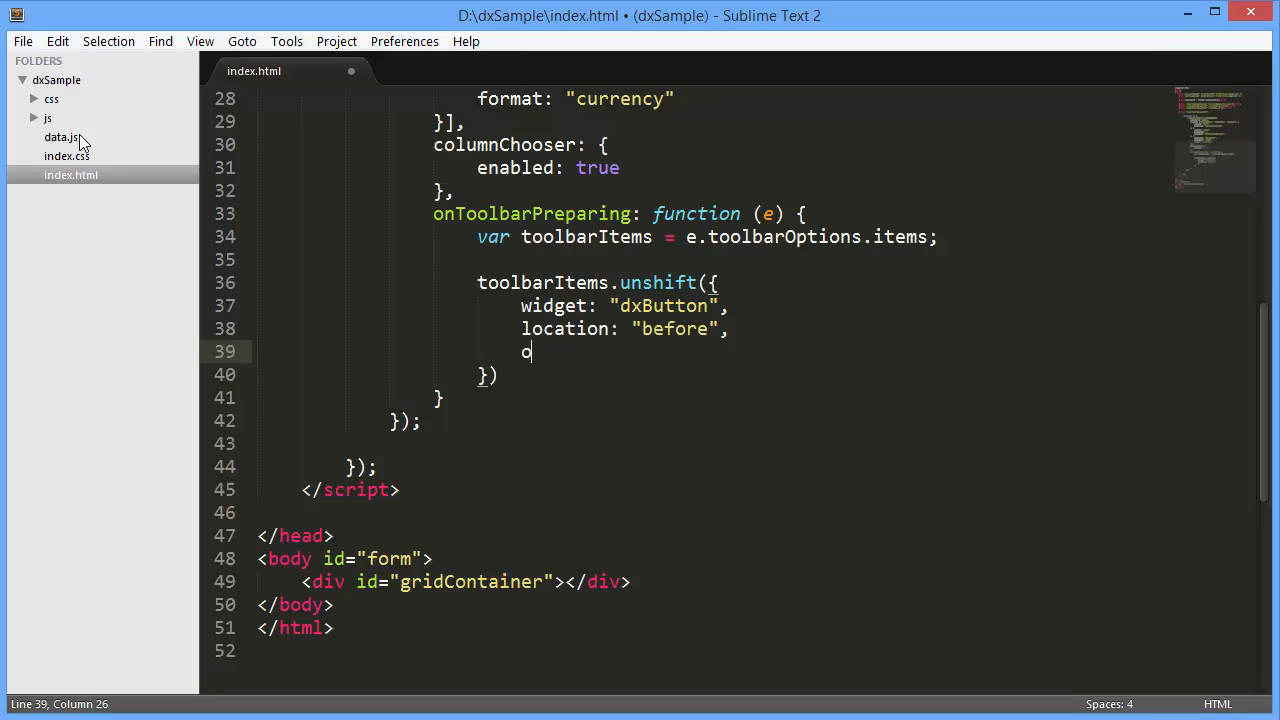 D:\dxSample\index.html • (dxSample) - Sublime Text 2
File Edit Selection Find View Goto Tools Project Preferences Help
FOLDERS
dxSample
css
js
data.js
index.css
index.html
index.html
28 format: "currency"
29 }],
30 columnChooser: {
31 enabled: true
32 },
33 onToolbarPreparing: function (e) {
34 var toolbarItems = e.toolbarOptions.items;
35
36 toolbarItems.unshift({
37 widget: "dxButton",
38 location: "before",
39 o
40 })
41 }
42 });
43
44 });
45 </script>
46
47 </head>
48 <body id="form">
49 <div id="gridContainer"></div>
50 </body>
51 </html>
52
Line 39, Column 26 Spaces: 4 HTML